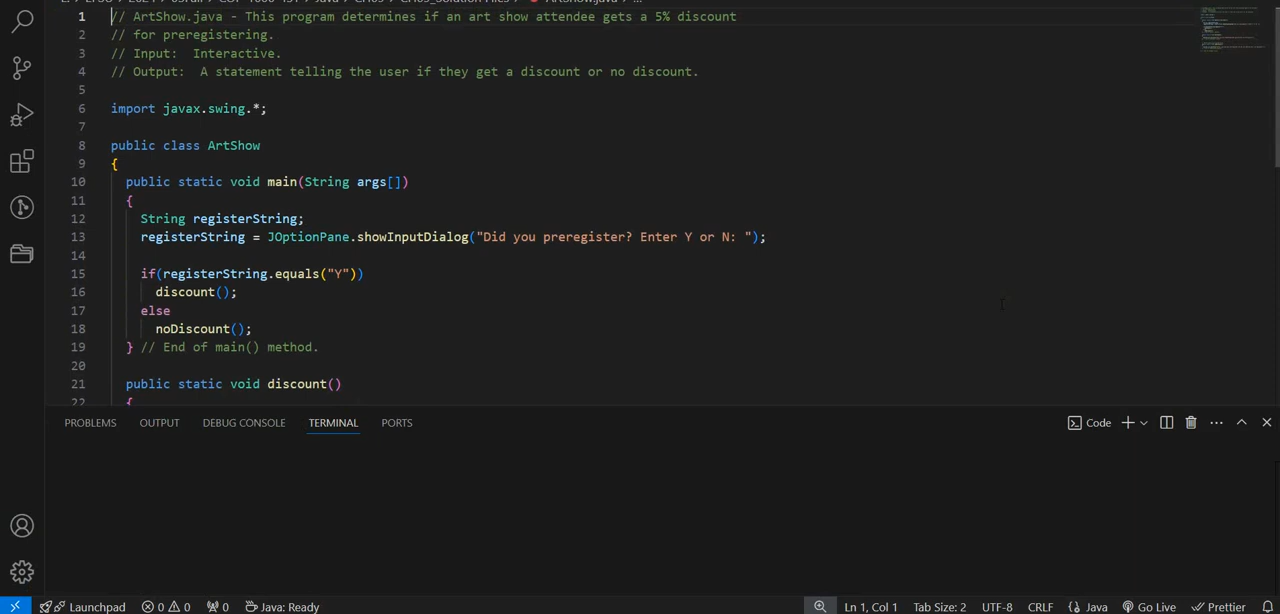 1 // ArtShow.java - This program determines if an art show attendee gets a 5% discount
2 // for preregistering.
3 // Input:  Interactive.
4 // Output:  A statement telling the user if they get a discount or no discount.
5
6 import javax.swing.*;
7
8 public class ArtShow
9 {
10   public static void main(String args[])
11   {
12     String registerString;
13     registerString = JOptionPane.showInputDialog("Did you preregister? Enter Y or N: ");
14
15     if(registerString.equals("Y"))
16       discount();
17     else
18       noDiscount();
19   } // End of main() method.
20
21   public static void discount()
22   {
PROBLEMS OUTPUT DEBUG CONSOLE TERMINAL PORTS Code
Launchpad 0 0 0 Java: Ready Ln 1, Col 1 Tab Size: 2 UTF-8 CRLF {} Java Go Live Prettier